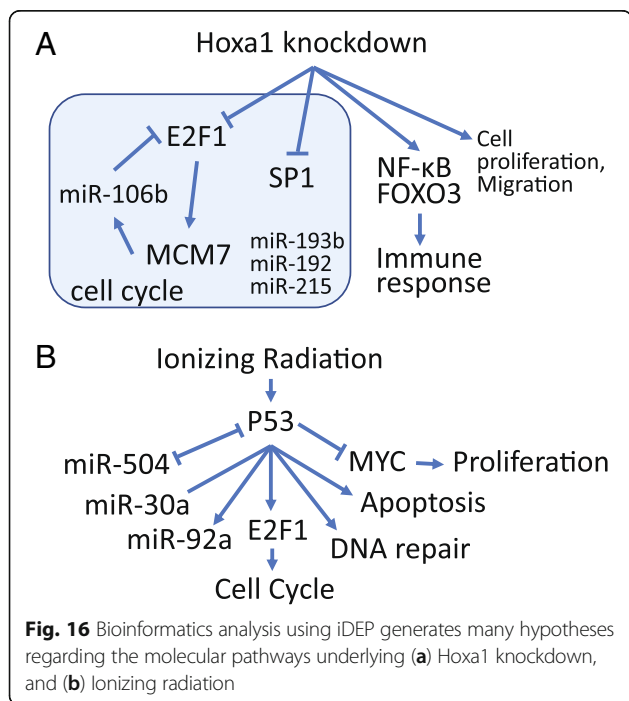 A
Hoxa1 knockdown
E2F1
SP1
miR-106b
MCM7
cell cycle
miR-193b
miR-192
miR-215
NF-κB
FOXO3
Immune
response
Cell
proliferation,
Migration
B
Ionizing Radiation
P53
miR-504
MYC
Proliferation
miR-30a
Apoptosis
miR-92a
E2F1
DNA repair
Cell Cycle
Fig. 16 Bioinformatics analysis using iDEP generates many hypotheses
regarding the molecular pathways underlying (a) Hoxa1 knockdown,
and (b) Ionizing radiation